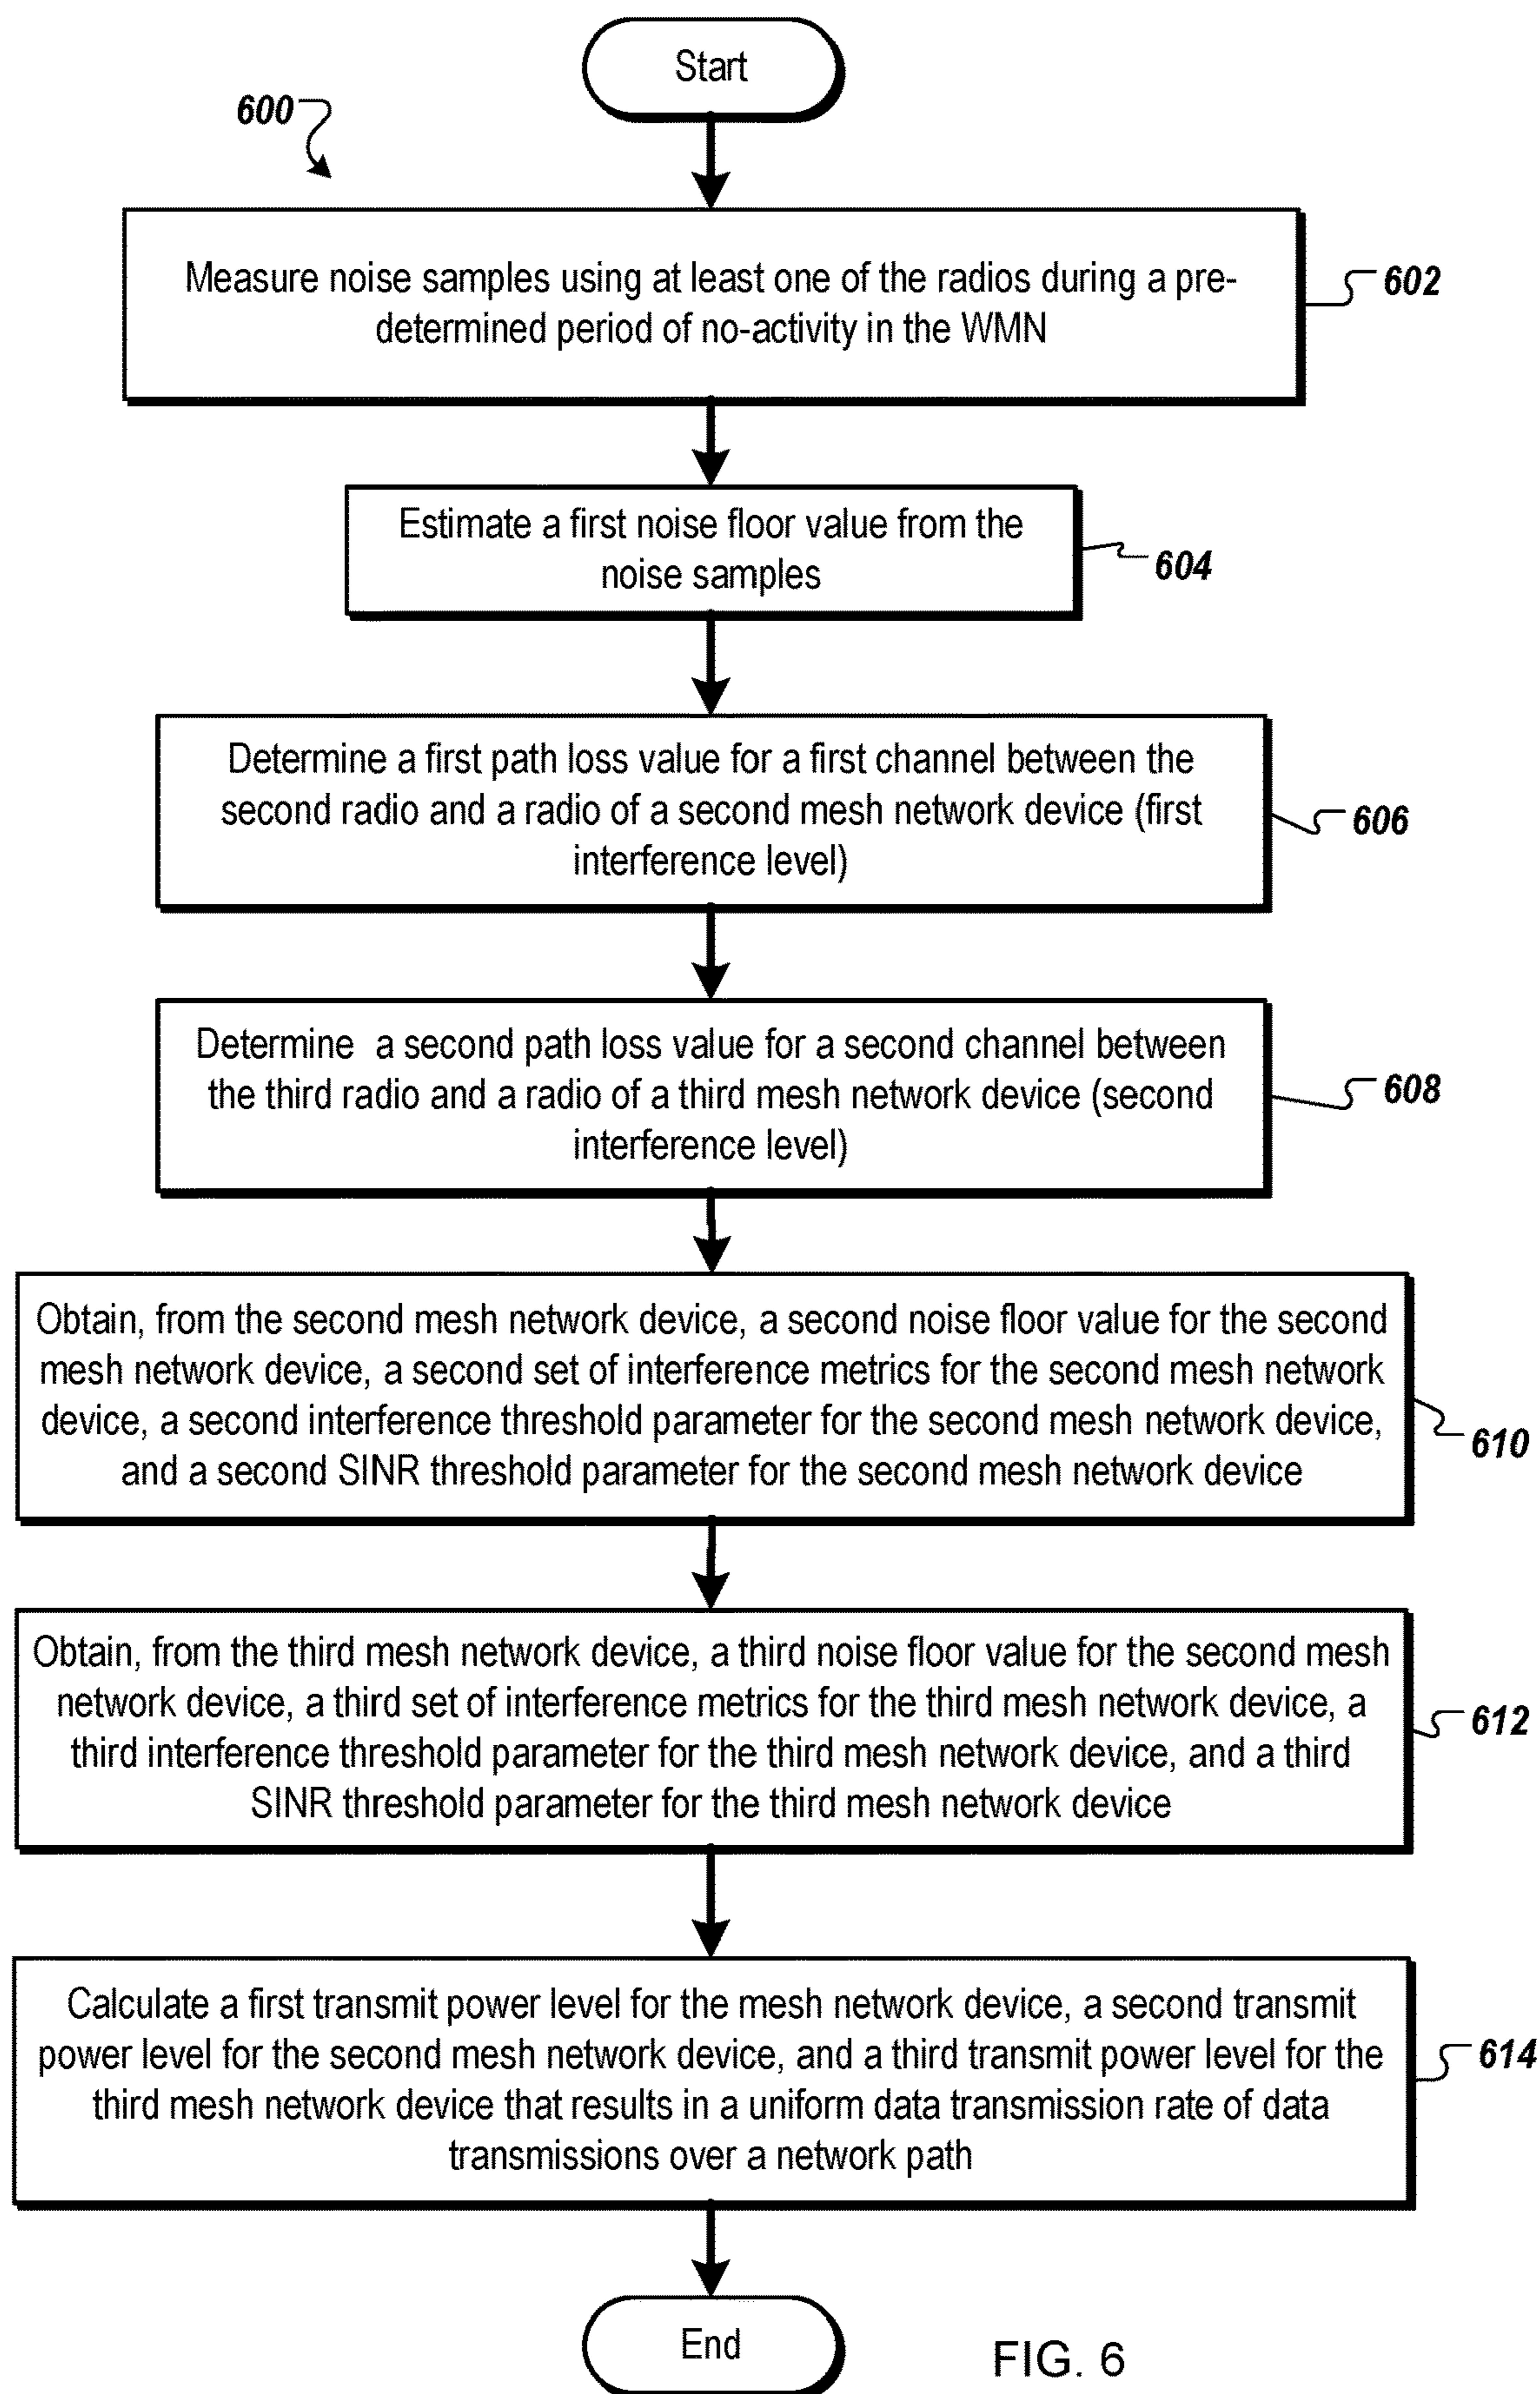 Start
600
Measure noise samples using at least one of the radios during a pre-
determined period of no-activity in the WMN
602
Estimate a first noise floor value from the
noise samples
604
Determine a first path loss value for a first channel between the
second radio and a radio of a second mesh network device (first
interference level)
606
Determine a second path loss value for a second channel between
the third radio and a radio of a third mesh network device (second
interference level)
608
Obtain, from the second mesh network device, a second noise floor value for the second
mesh network device, a second set of interference metrics for the second mesh network
device, a second interference threshold parameter for the second mesh network device,
and a second SINR threshold parameter for the second mesh network device
610
Obtain, from the third mesh network device, a third noise floor value for the second mesh
network device, a third set of interference metrics for the third mesh network device, a
third interference threshold parameter for the third mesh network device, and a third
SINR threshold parameter for the third mesh network device
612
Calculate a first transmit power level for the mesh network device, a second transmit
power level for the second mesh network device, and a third transmit power level for the
third mesh network device that results in a uniform data transmission rate of data
transmissions over a network path
614
End
FIG. 6